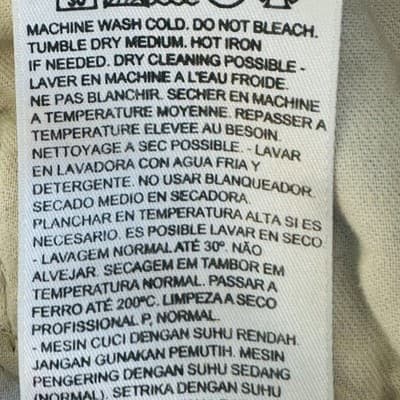 MACHINE WASH COLD. DO NOT BLEACH.
TUMBLE DRY MEDIUM. HOT IRON
IF NEEDED. DRY CLEANING POSSIBLE -
LAVER EN MACHINE A L'EAU FROIDE.
NE PAS BLANCHIR. SECHER EN MACHINE
A TEMPERATURE MOYENNE. REPASSER A
TEMPERATURE ELEVEE AU BESOIN.
NETTOYAGE A SEC POSSIBLE. - LAVAR
EN LAVADORA CON AGUA FRIA Y
DETERGENTE. NO USAR BLANQUEADOR.
SECADO MEDIO EN SECADORA.
PLANCHAR EN TEMPERATURA ALTA SI ES
NECESARIO. ES POSIBLE LAVAR EN SECO
- LAVAGEM NORMAL ATÉ 30º. NÃO
ALVEJAR. SECAGEM EM TAMBOR EM
TEMPERATURA NORMAL. PASSAR A
FERRO ATÉ 200ºC. LIMPEZA A SECO
PROFISSIONAL P, NORMAL.
- MESIN CUCI DENGAN SUHU RENDAH.
JANGAN GUNAKAN PEMUTIH. MESIN
PENGERING DENGAN SUHU SEDANG
(NORMAL). SETRIKA DENGAN SUHU